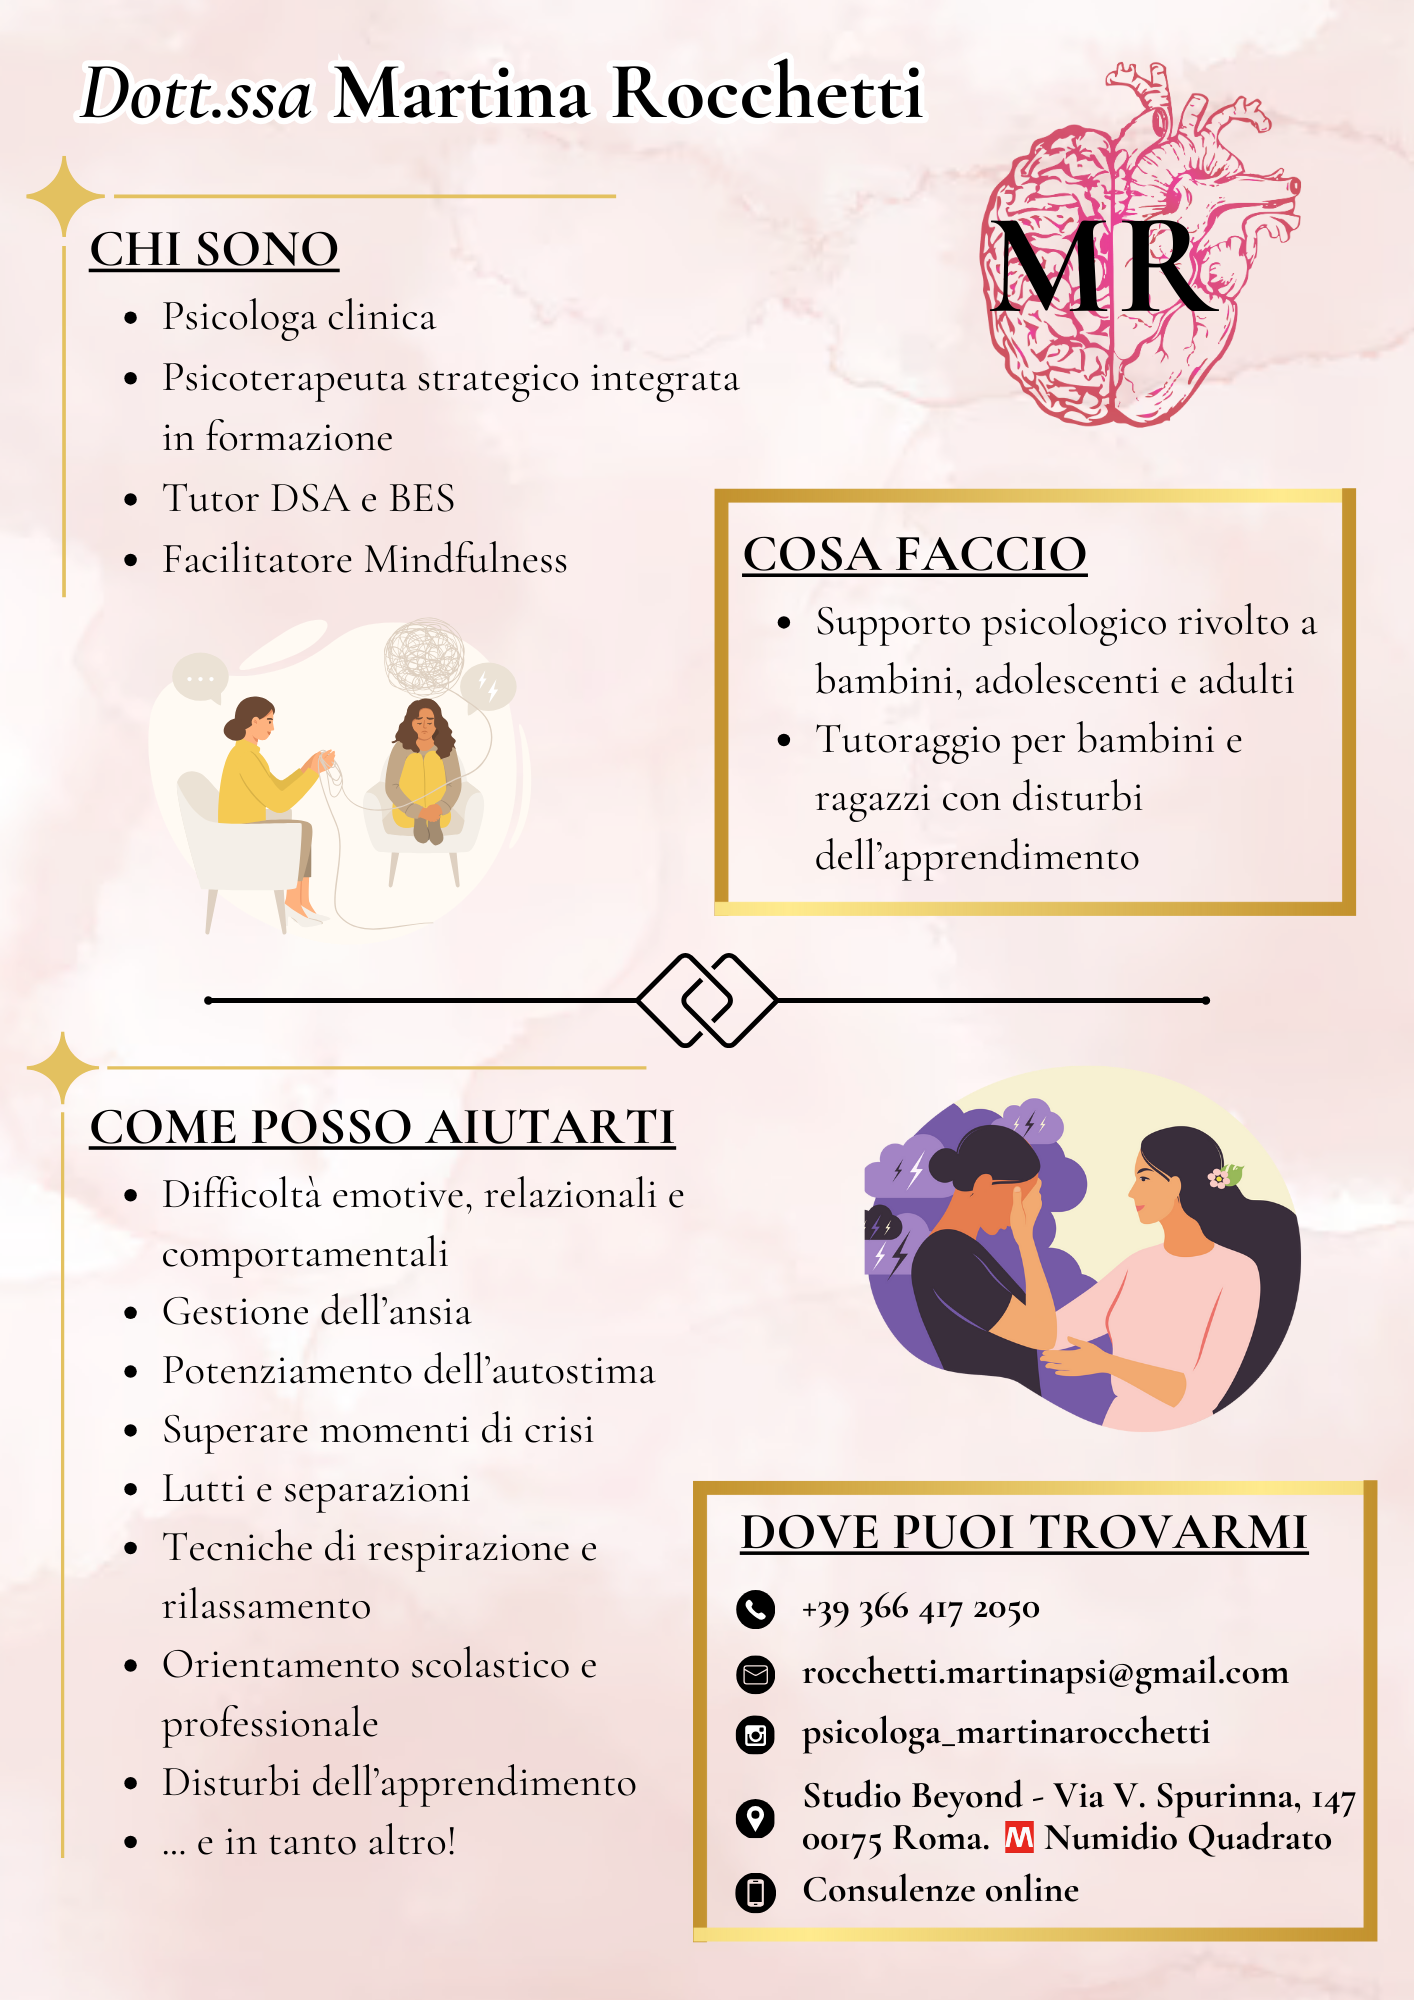 Dott.ssa Martina Rocchetti
MR
CHI SONO
• Psicologa clinica
• Psicoterapeuta strategico integrata
in formazione
• Tutor DSA e BES
• Facilitatore Mindfulness
COSA FACCIO
• Supporto psicologico rivolto a
bambini, adolescenti e adulti
• Tutoraggio per bambini e
ragazzi con disturbi
dell’apprendimento
COME POSSO AIUTARTI
• Difficoltà emotive, relazionali e
comportamentali
• Gestione dell’ansia
• Potenziamento dell’autostima
• Superare momenti di crisi
• Lutti e separazioni
• Tecniche di respirazione e
rilassamento
• Orientamento scolastico e
professionale
• Disturbi dell’apprendimento
• ... e in tanto altro!
DOVE PUOI TROVARMI
+39 366 417 2050
rocchetti.martinapsi@gmail.com
psicologa_martinarocchetti
Studio Beyond - Via V. Spurinna, 147
00175 Roma. M Numidio Quadrato
Consulenze online